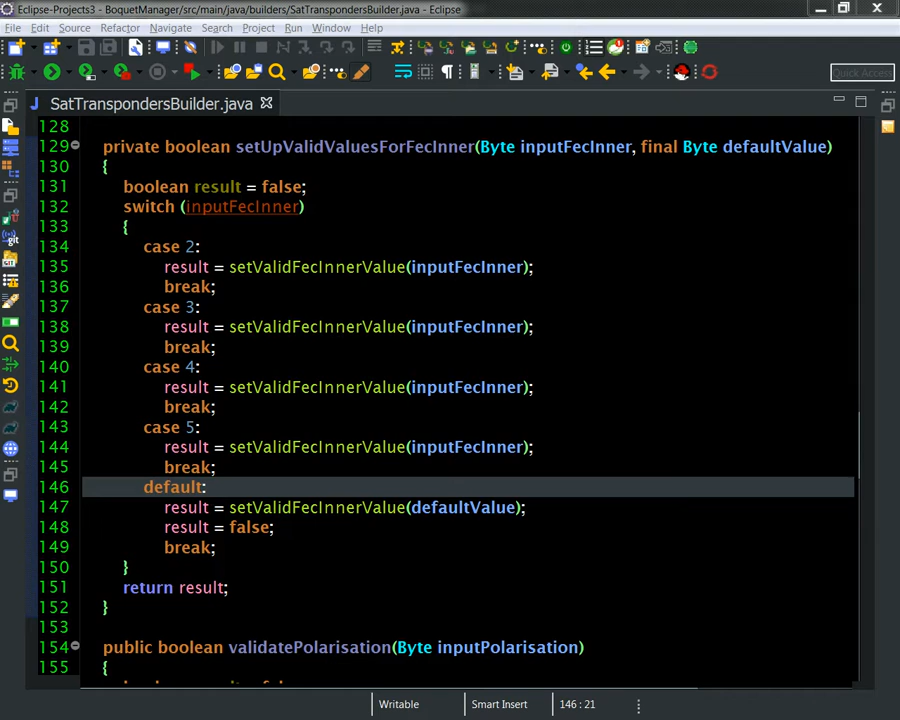 Eclipse-Projects3 - BoquetManager/src/main/java/builders/SatTranspondersBuilder.java - Eclipse
File Edit Source Refactor Navigate Search Project Run Window Help
Quick Access
J SatTranspondersBuilder.java
128
129 private boolean setUpValidValuesForFecInner(Byte inputFecInner, final Byte defaultValue)
130 {
131 boolean result = false;
132 switch (inputFecInner)
133 {
134 case 2:
135 result = setValidFecInnerValue(inputFecInner);
136 break;
137 case 3:
138 result = setValidFecInnerValue(inputFecInner);
139 break;
140 case 4:
141 result = setValidFecInnerValue(inputFecInner);
142 break;
143 case 5:
144 result = setValidFecInnerValue(inputFecInner);
145 break;
146 default:
147 result = setValidFecInnerValue(defaultValue);
148 result = false;
149 break;
150 }
151 return result;
152 }
153
154 public boolean validatePolarisation(Byte inputPolarisation)
155 {
Writable Smart Insert 146 : 21